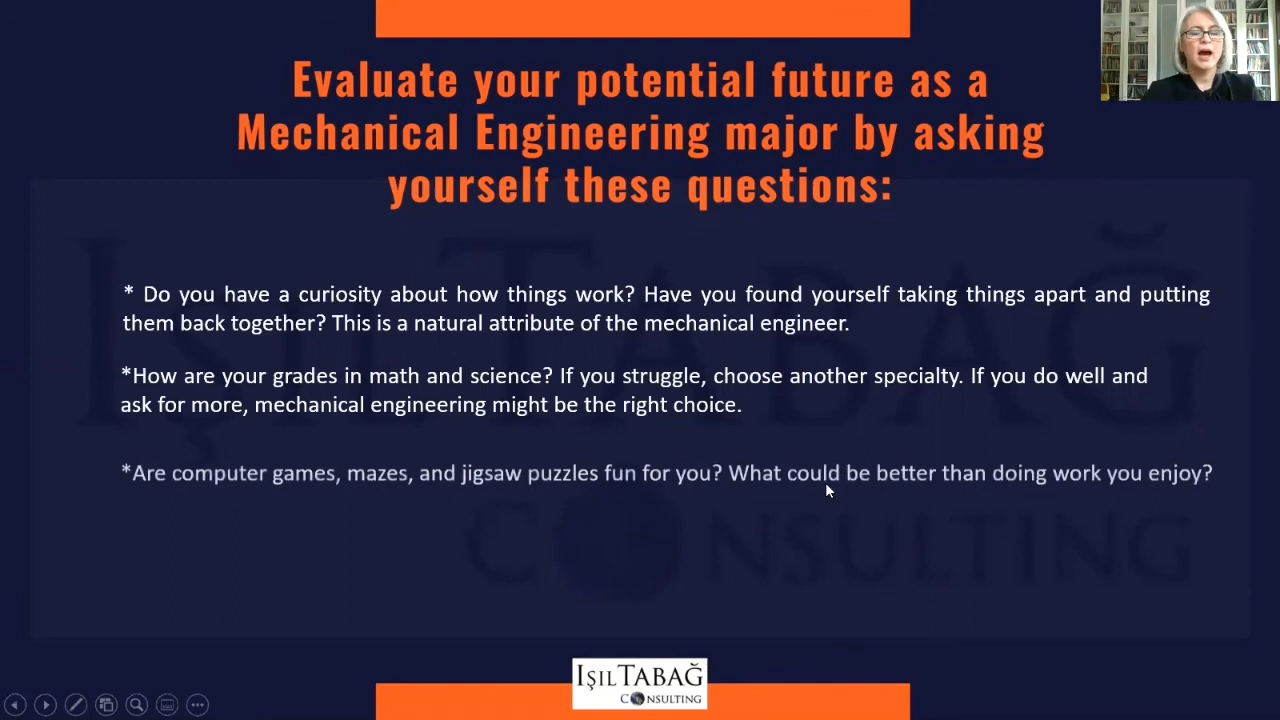 Evaluate your potential future as a
Mechanical Engineering major by asking
yourself these questions:
* Do you have a curiosity about how things work? Have you found yourself taking things apart and putting
them back together? This is a natural attribute of the mechanical engineer.
*How are your grades in math and science? If you struggle, choose another specialty. If you do well and
ask for more, mechanical engineering might be the right choice.
*Are computer games, mazes, and jigsaw puzzles fun for you? What could be better than doing work you enjoy?
IŞIL TABAĞ
CONSULTING
IŞIL TABAĞ
CONSULTING